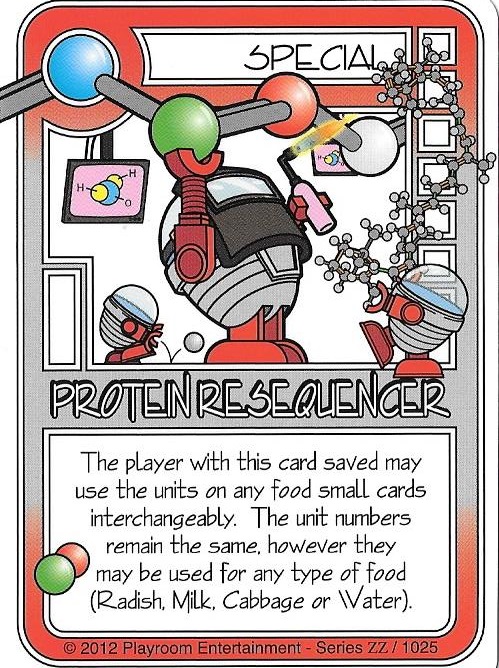 SPECIAL
H
H
O
H
PROTEIN RESEQUENCER
The player with this card saved may
use the units on any food small cards
interchangeably. The unit numbers
remain the same, however they
may be used for any type of food
(Radish, Milk, Cabbage or Water).
© 2012 Playroom Entertainment - Series ZZ / 1025